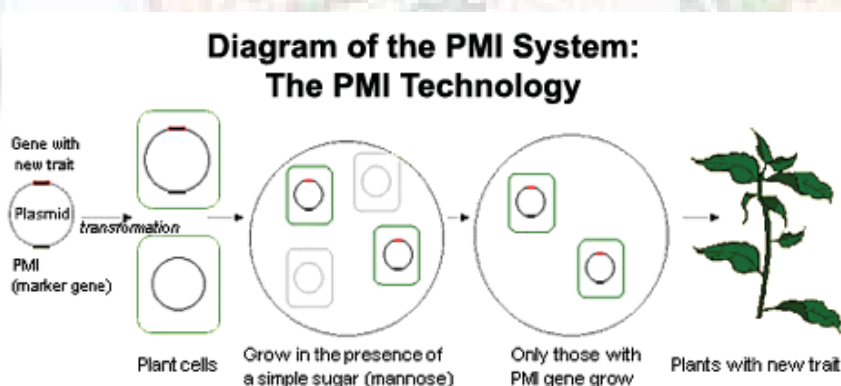 Diagram of the PMI System:
The PMI Technology
Gene with
new trait
Plasmid
transformation
PMI
(marker gene)
Plant cells
Grow in the presence of
a simple sugar (mannose)
Only those with
PMI gene grow
Plants with new trait